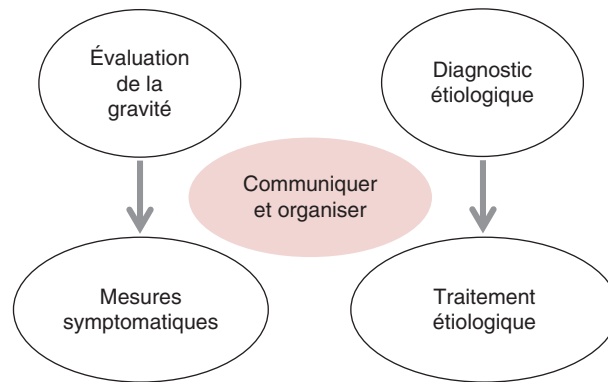 Évaluation
de la
gravité
Diagnostic
étiologique
Communiquer
et organiser
Mesures
symptomatiques
Traitement
étiologique